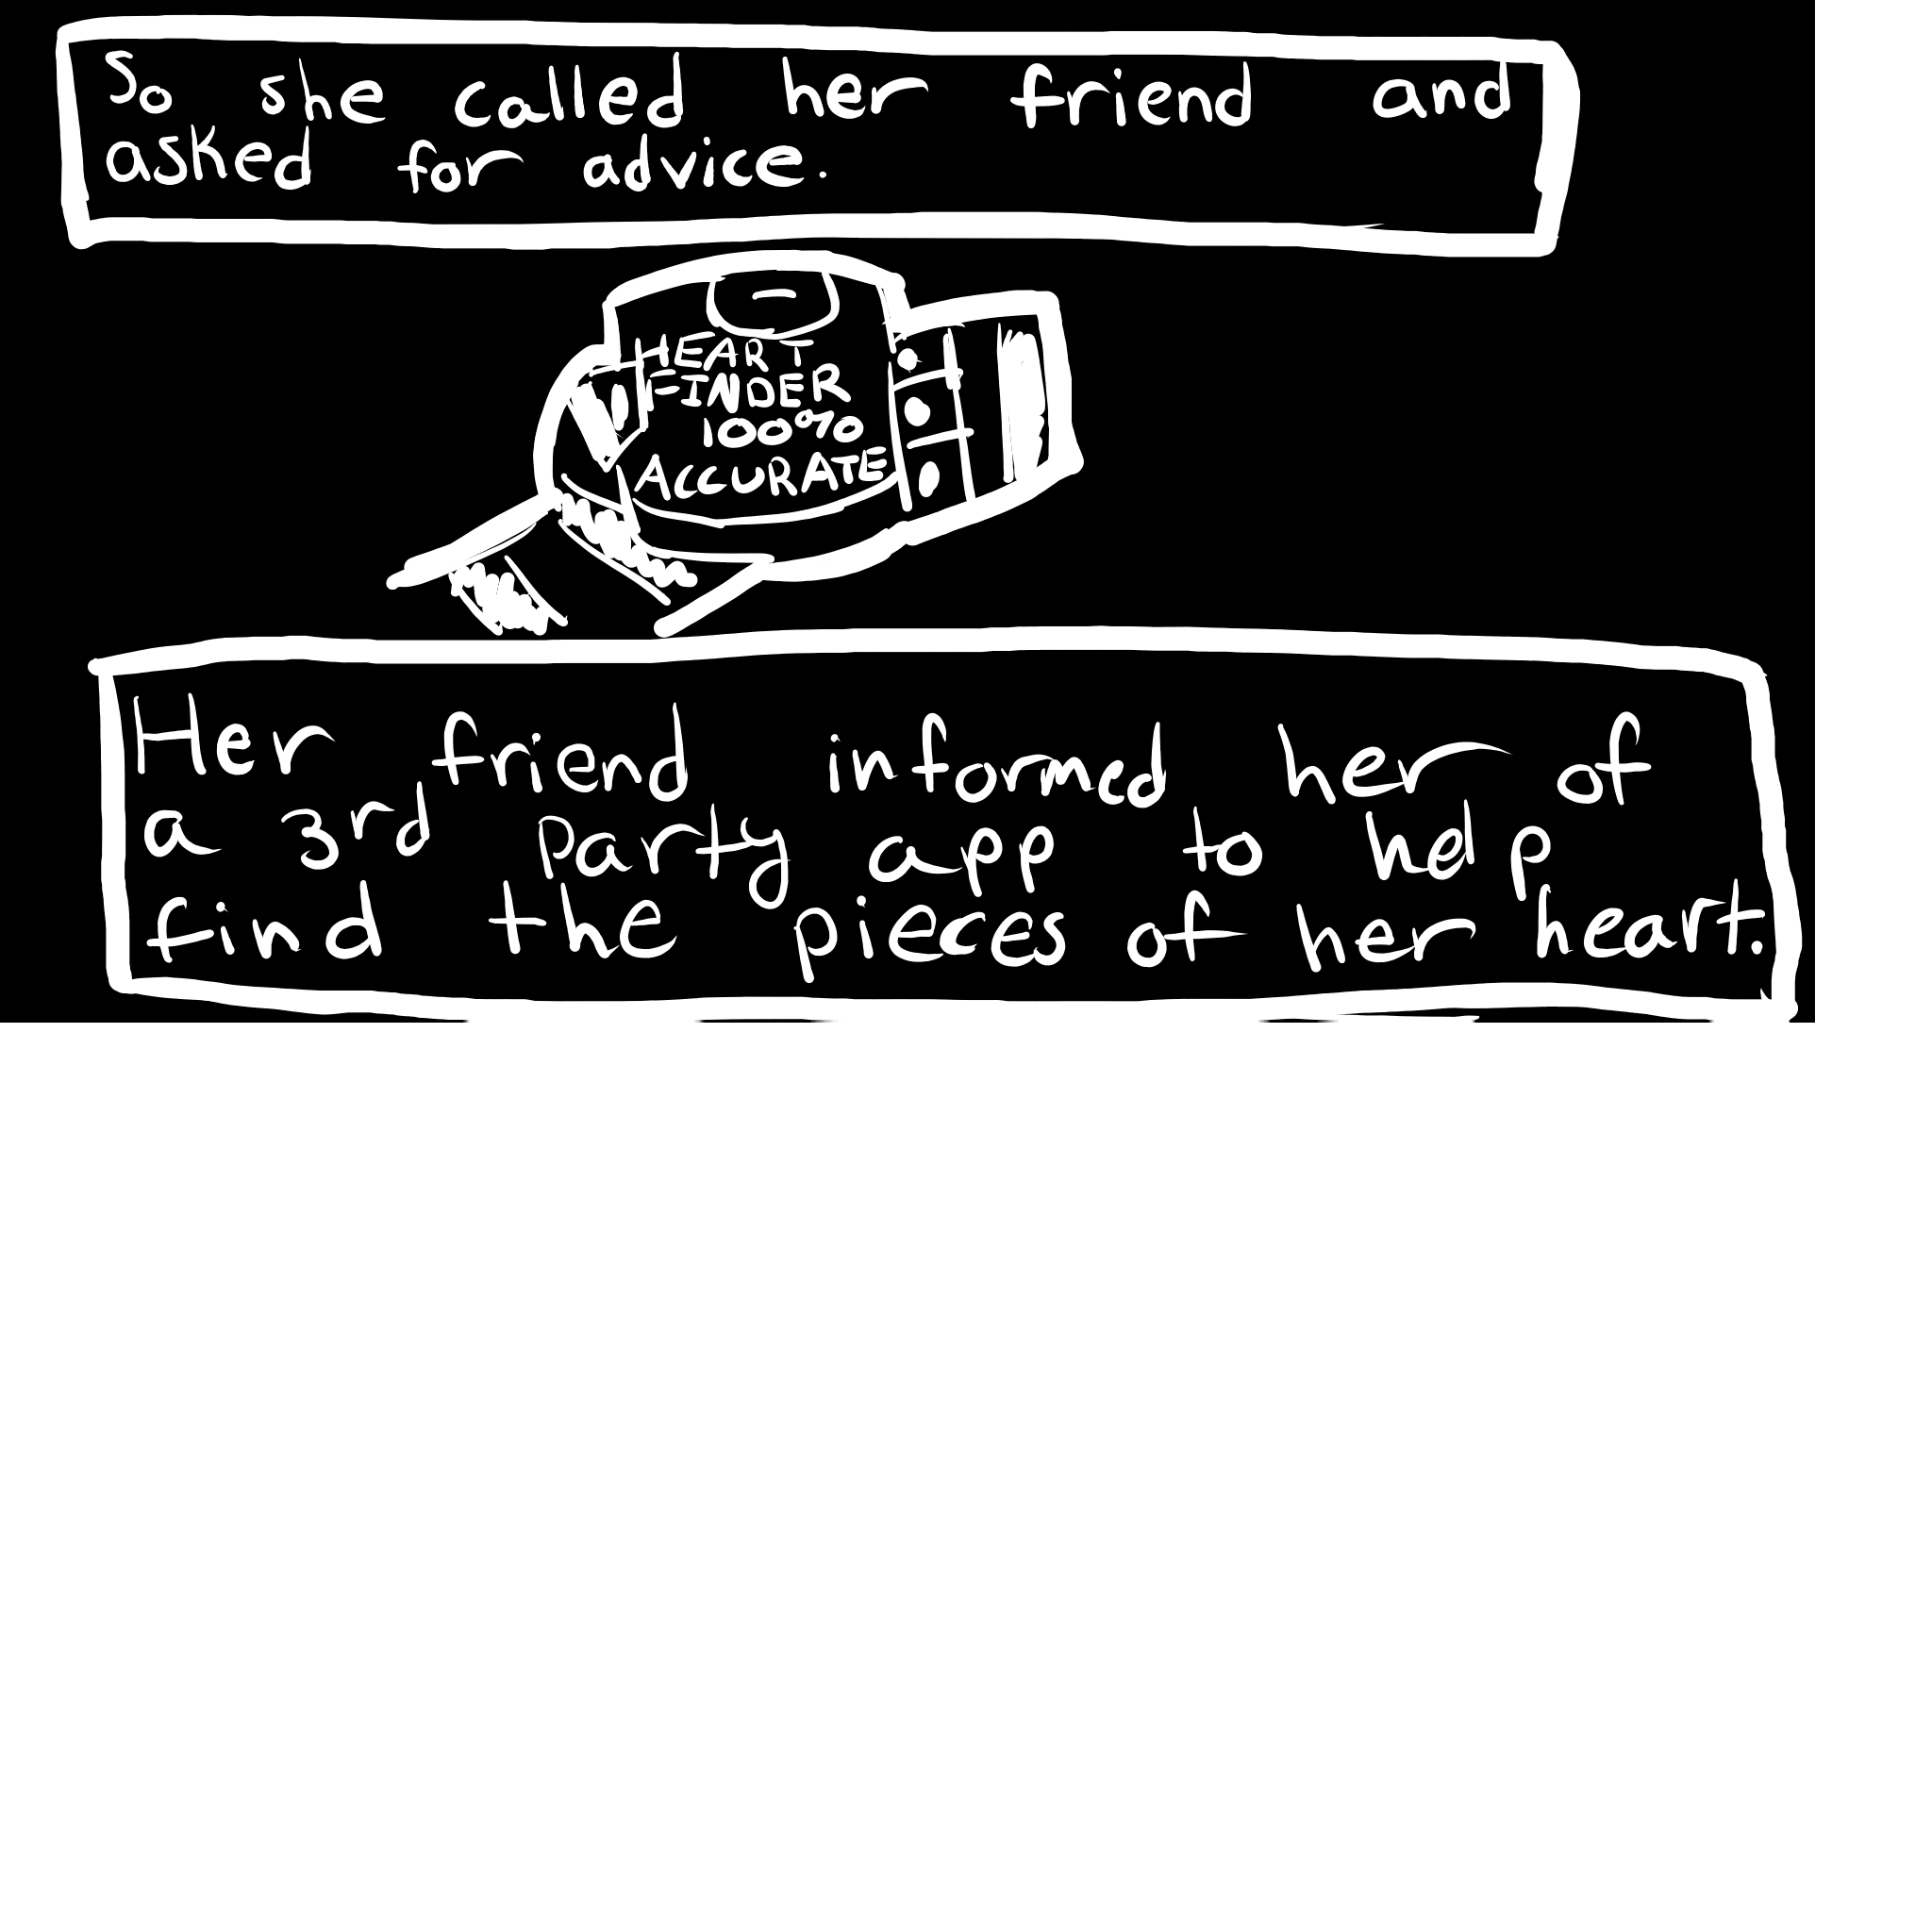 So she called her friend and
asked for advice.
HEART
FINDER
100%
ACCURATE
Her friend informd her of
a 3rd Party app to help
find the pieces of her heart.